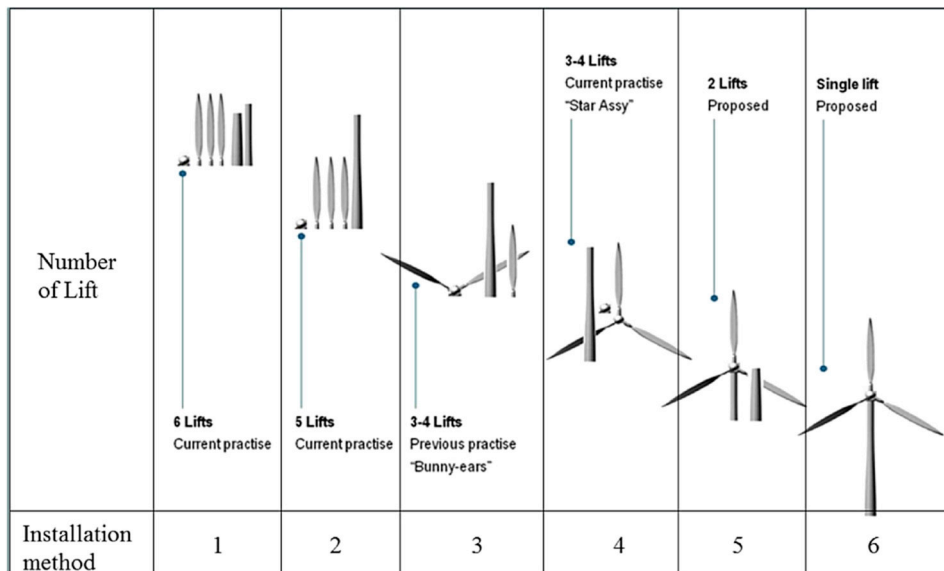 Number
of Lift
6 Lifts
Current practise
5 Lifts
Current practise
3-4 Lifts
Previous practise
"Bunny-ears"
3-4 Lifts
Current practise
"Star Assy"
2 Lifts
Proposed
Single lift
Proposed
Installation
method
1
2
3
4
5
6